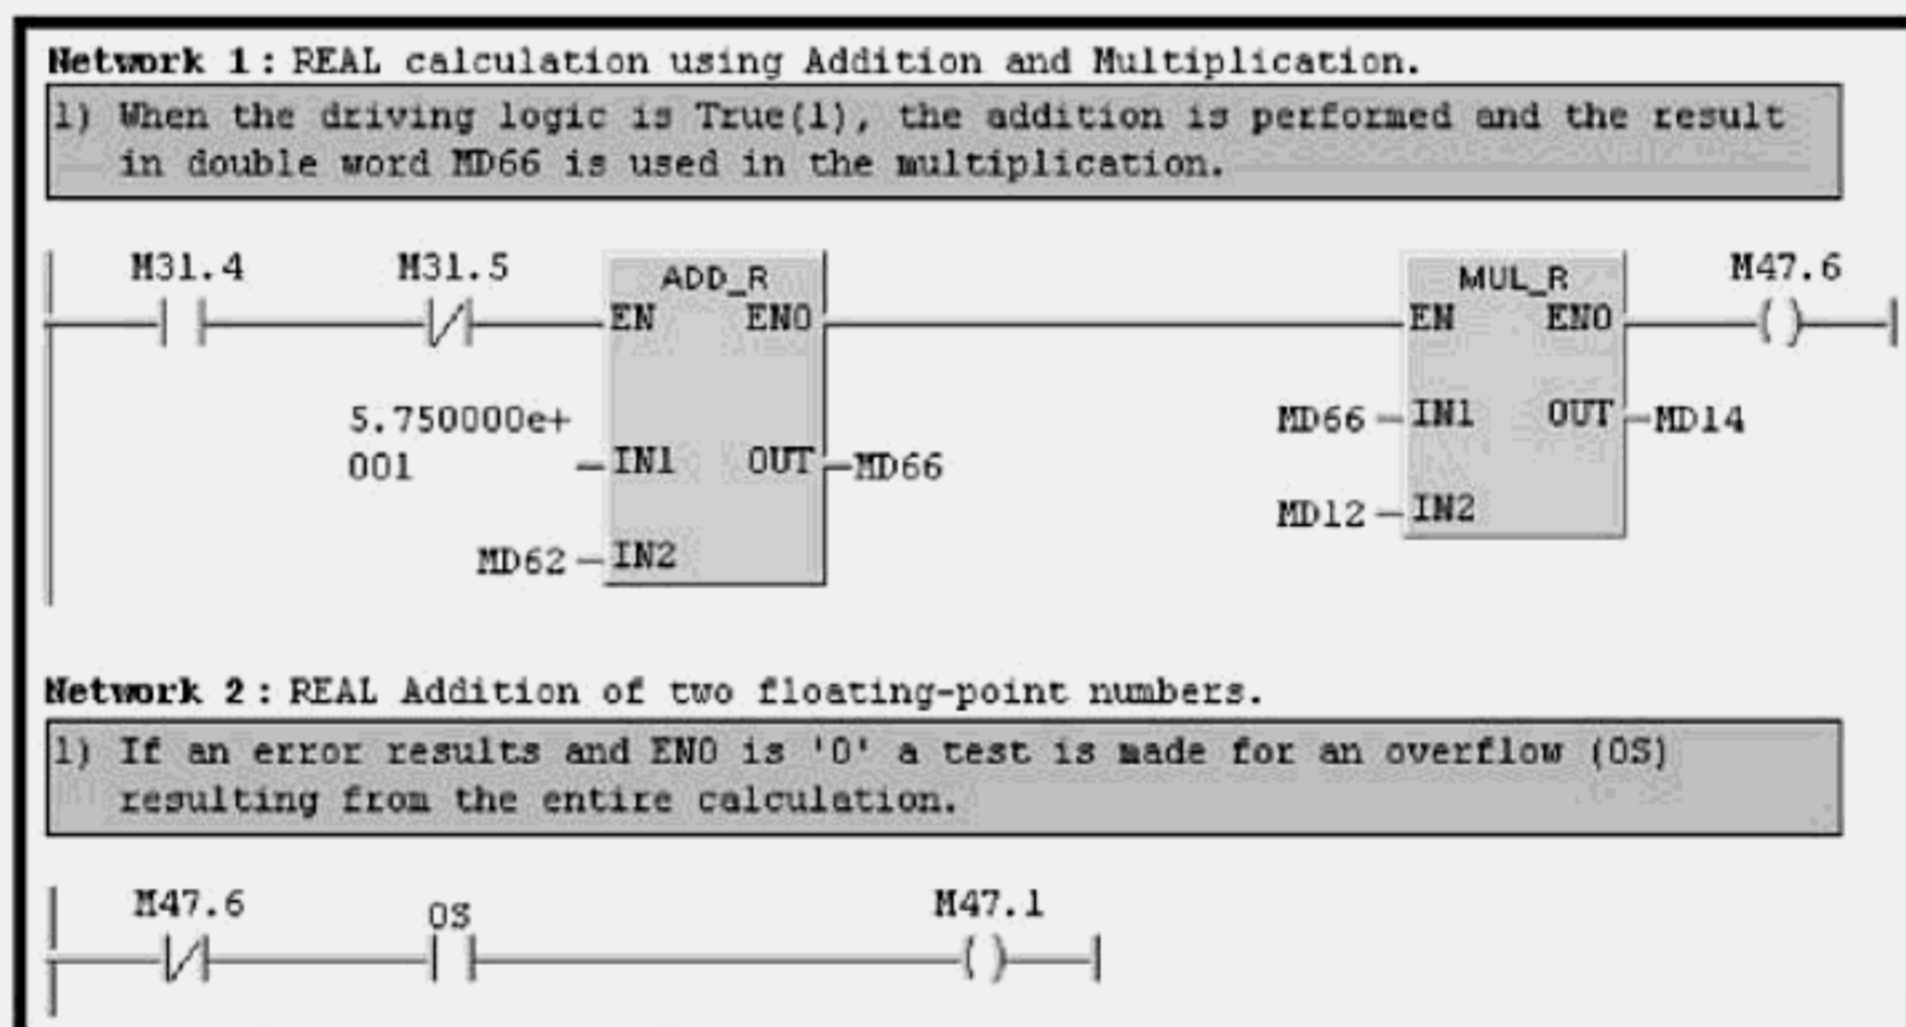 Network 1: REAL calculation using Addition and Multiplication.
1) When the driving logic is True(1), the addition is performed and the result
in double word MD66 is used in the multiplication.
M31.4 M31.5 ADD_R MUL_R M47.6
EN ENO EN ENO
5.750000e+ MD66 IN1 OUT MD14
001 IN1 OUT MD66
MD12 IN2
MD62 IN2
Network 2: REAL Addition of two floating-point numbers.
1) If an error results and ENO is '0' a test is made for an overflow (OS)
resulting from the entire calculation.
M47.6 OS M47.1